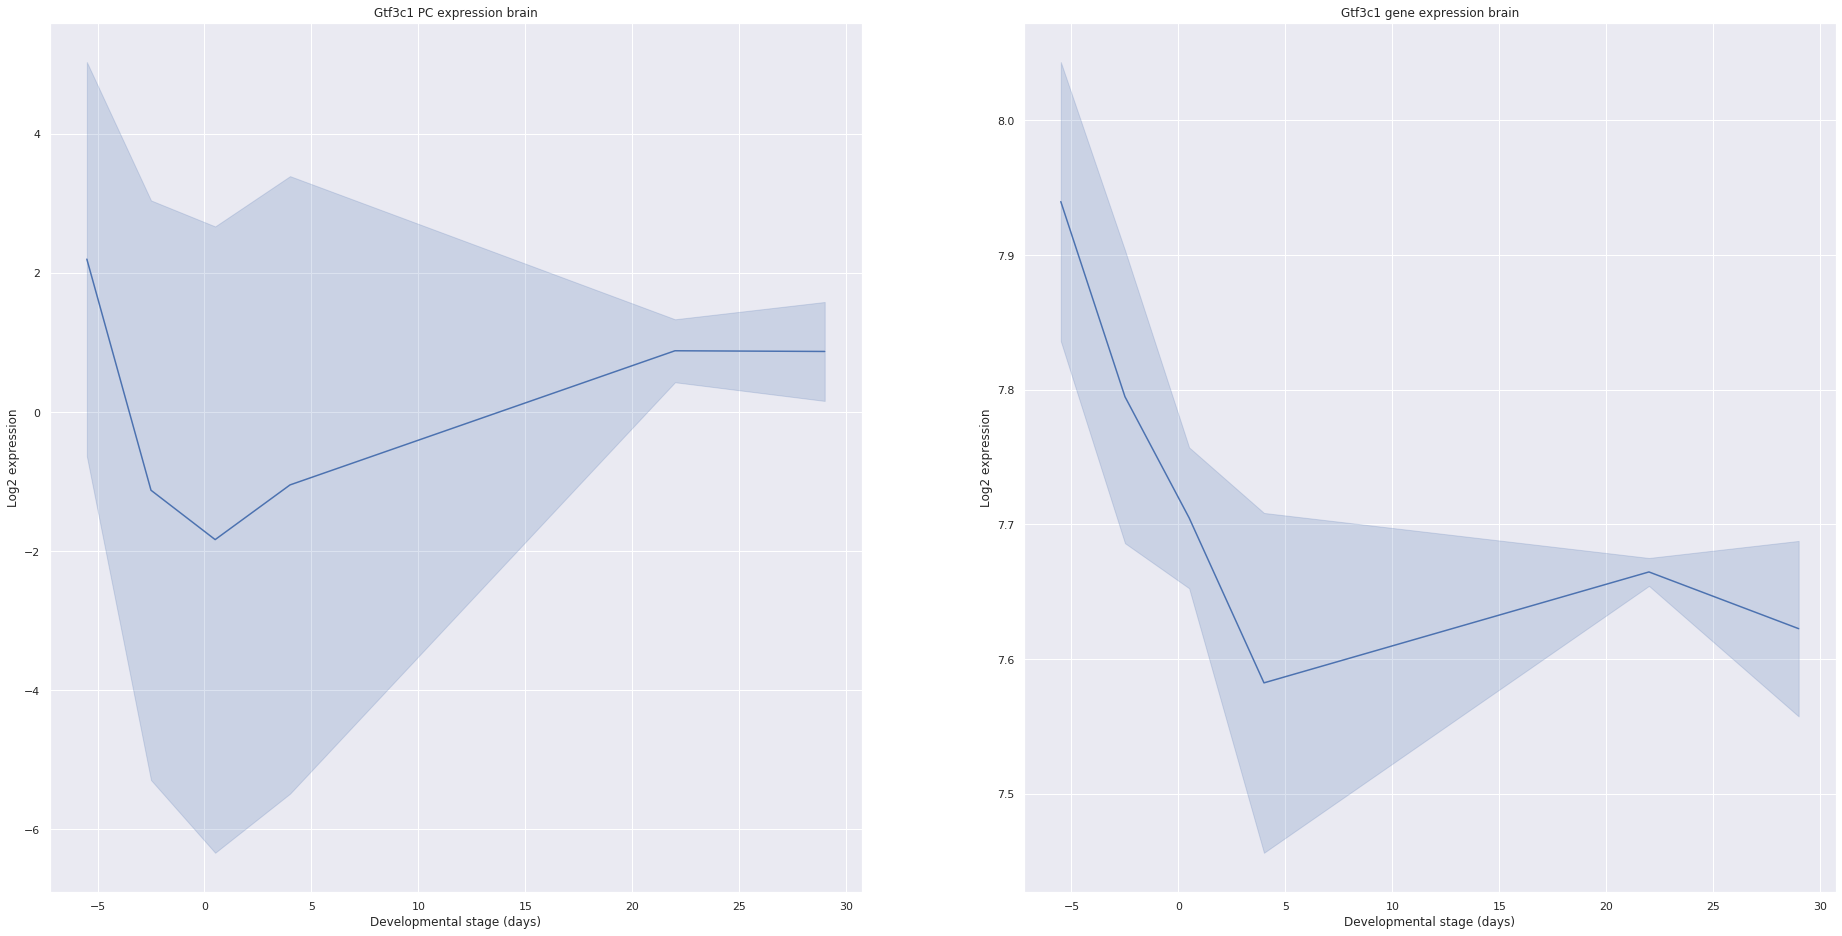 Gtf3c1 PC expression brain
Log2 expression
4
2
0
−2
−4
−6
−5 0 5 10 15 20 25 30
Developmental stage (days)
Gtf3c1 gene expression brain
Log2 expression
8.0
7.9
7.8
7.7
7.6
7.5
−5 0 5 10 15 20 25 30
Developmental stage (days)